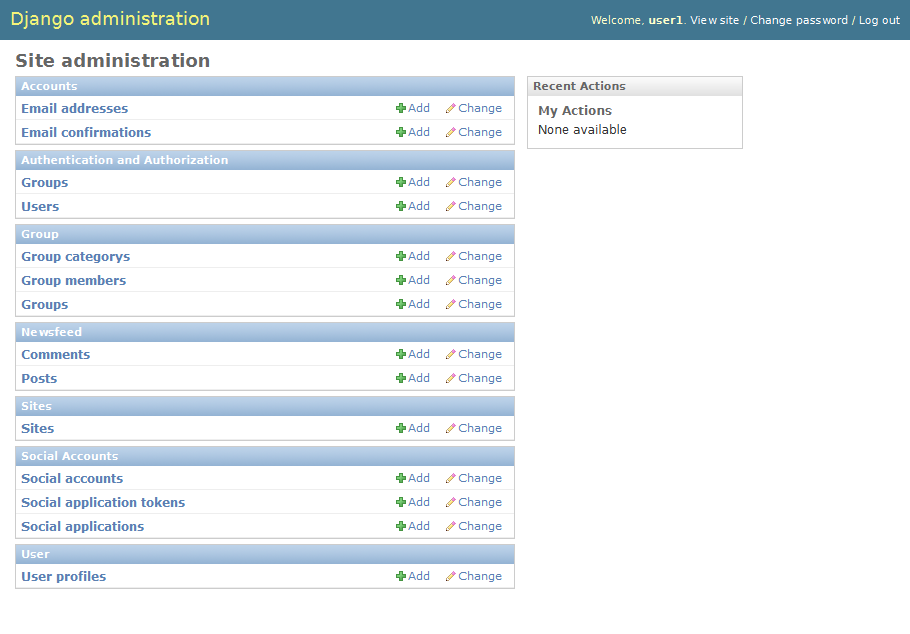 Django administration
Welcome, user1. View site / Change password / Log out
Site administration
Accounts
Email addresses Add Change
Email confirmations Add Change
Authentication and Authorization
Groups Add Change
Users Add Change
Group
Group categorys Add Change
Group members Add Change
Groups Add Change
Newsfeed
Comments Add Change
Posts Add Change
Sites
Sites Add Change
Social Accounts
Social accounts Add Change
Social application tokens Add Change
Social applications Add Change
User
User profiles Add Change
Recent Actions
My Actions
None available